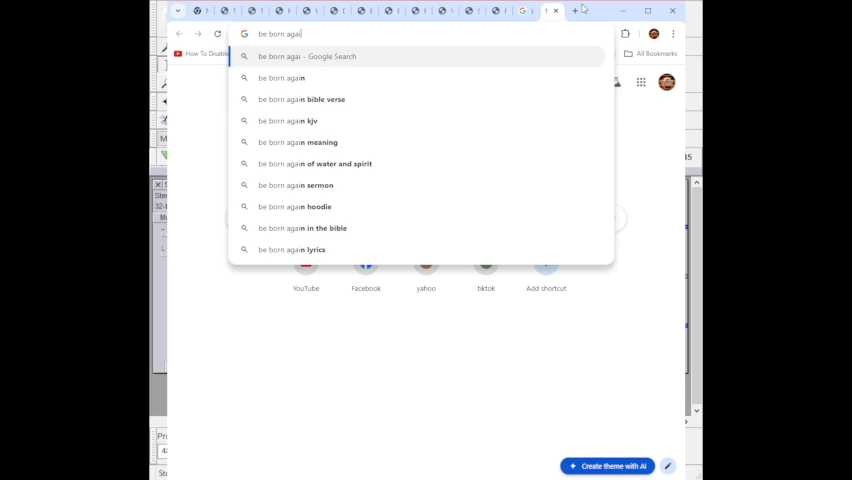 be born agai
How To Disable
All Bookmarks
be born agai - Google Search
be born again
be born again bible verse
be born again kjv
be born again meaning
be born again of water and spirit
be born again sermon
be born again hoodie
be born again in the bible
be born again lyrics
YouTube
Facebook
yahoo
tiktok
Add shortcut
Create theme with AI